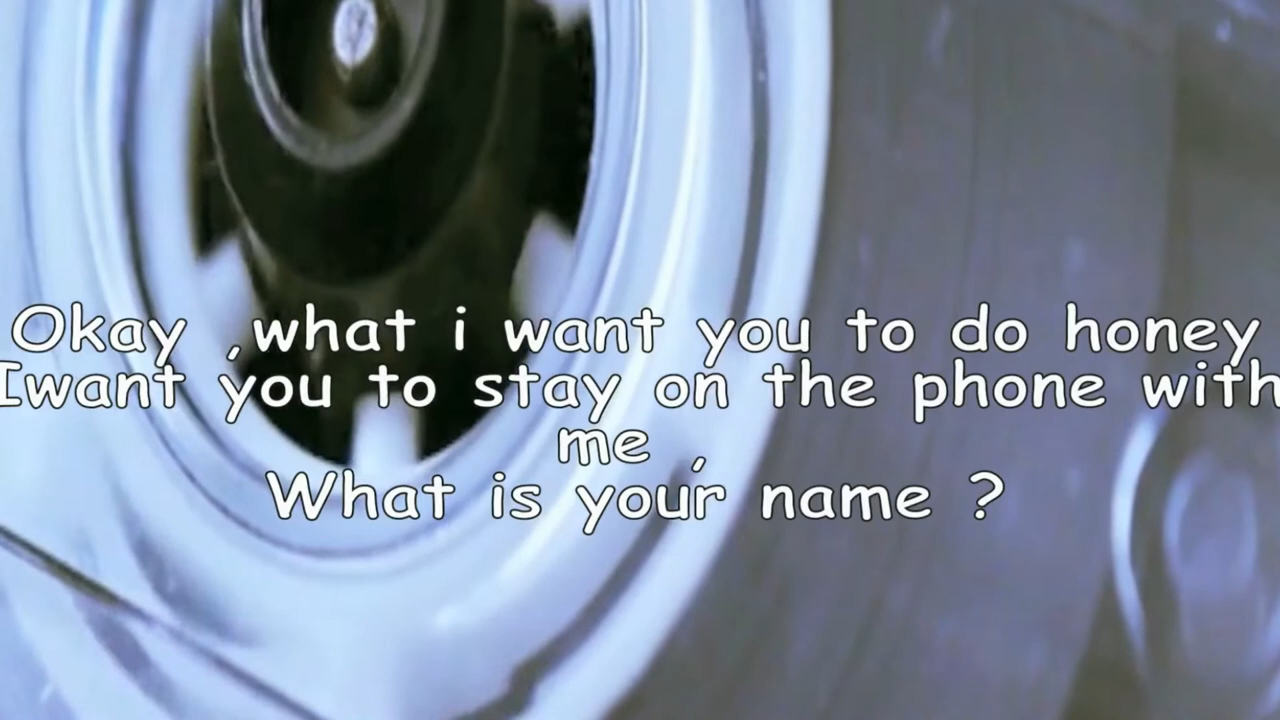 Okay ,what i want you to do honey
Iwant you to stay on the phone with
me ,
What is your name ?